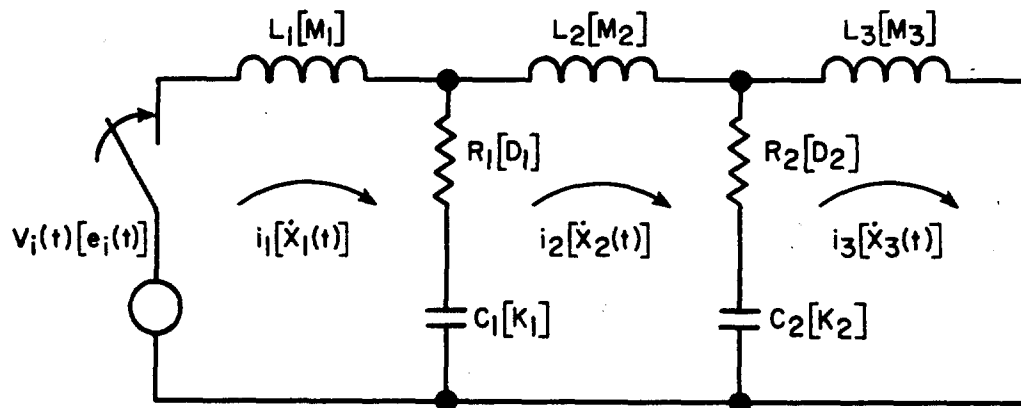 L1[M1]
L2[M2]
L3[M3]
R1[D1]
R2[D2]
Vi(t)[ei(t)]
i1[Ẋ1(t)]
i2[Ẋ2(t)]
i3[Ẋ3(t)]
C1[K1]
C2[K2]